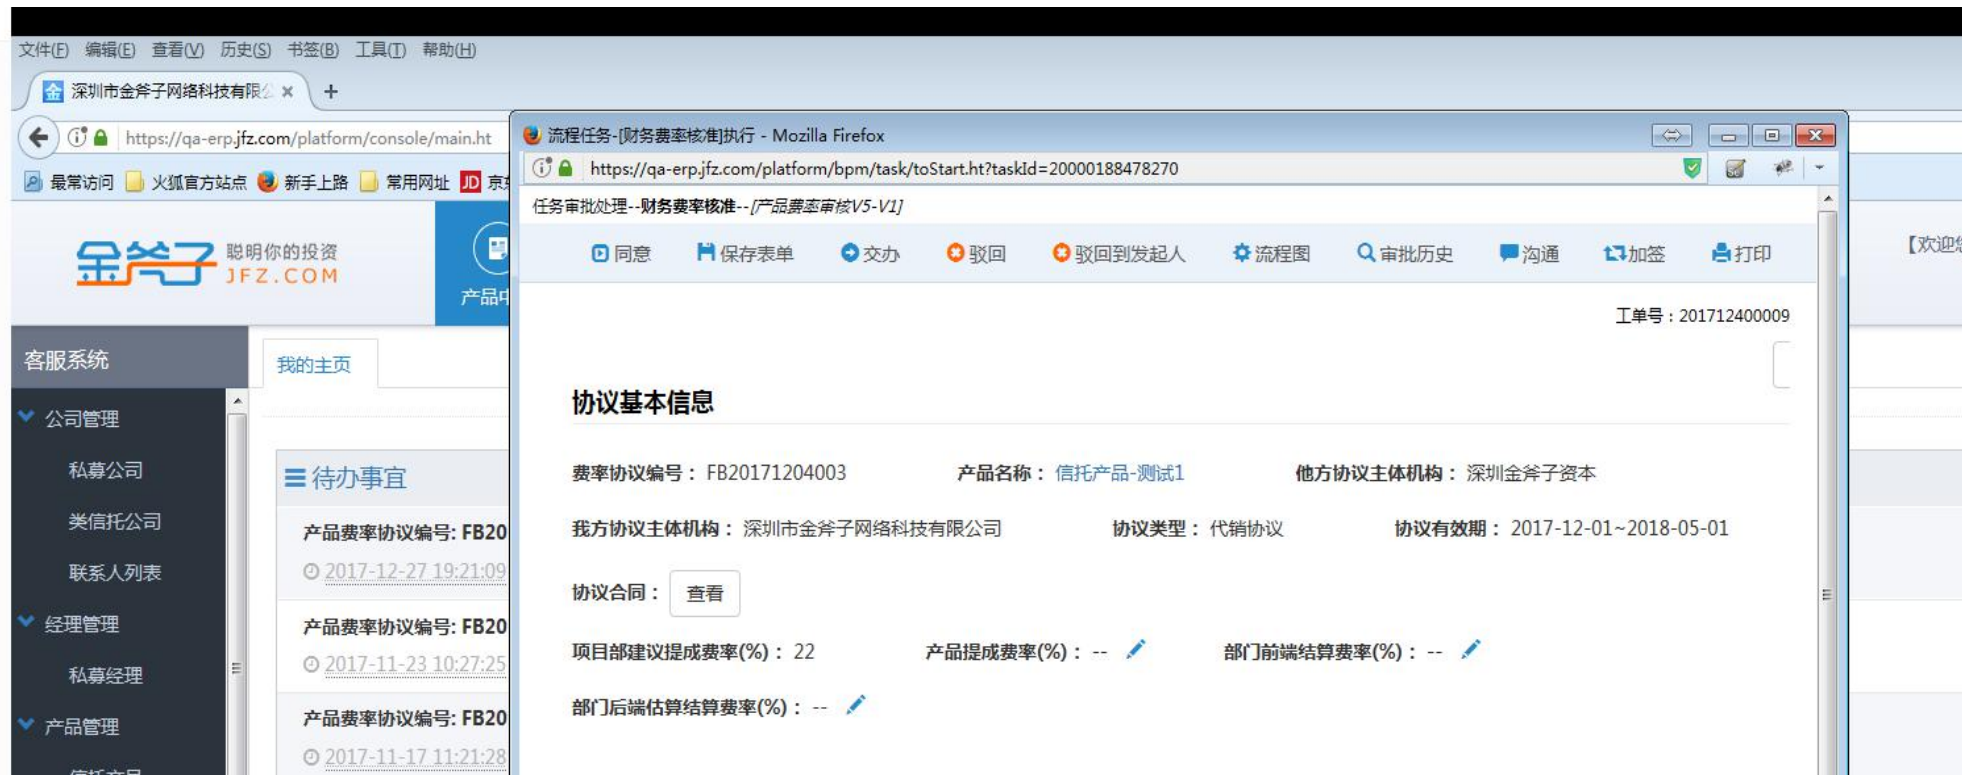 文件(F) 编辑(E) 查看(V) 历史(S) 书签(B) 工具(T) 帮助(H)
深圳市金斧子网络科技有限公
https://qa-erp.jfz.com/platform/console/main.ht
最常访问 火狐官方站点 新手上路 常用网址 JD 京东
金斧子 聪明你的投资
JFZ.COM
产品中
【欢迎您
客服系统
我的主页
公司管理
私募公司
类信托公司
联系人列表
经理管理
私募经理
产品管理
信托产品
待办事宜
产品费率协议编号: FB20
2017-12-27 19:21:09
产品费率协议编号: FB20
2017-11-23 10:27:25
产品费率协议编号: FB20
2017-11-17 11:21:28
流程任务-[财务费率核准]执行 - Mozilla Firefox
https://qa-erp.jfz.com/platform/bpm/task/toStart.ht?taskId=20000188478270
任务审批处理--财务费率核准--[产品费率审核V5-V1]
同意 保存表单 交办 驳回 驳回到发起人 流程图 审批历史 沟通 加签 打印
工单号：201712400009
协议基本信息
费率协议编号： FB20171204003 产品名称： 信托产品-测试1 他方协议主体机构： 深圳金斧子资本
我方协议主体机构： 深圳市金斧子网络科技有限公司 协议类型： 代销协议 协议有效期： 2017-12-01~2018-05-01
协议合同： 查看
项目部建议提成费率(%)： 22 产品提成费率(%)： -- 部门前端结算费率(%)： --
部门后端估算结算费率(%)： --